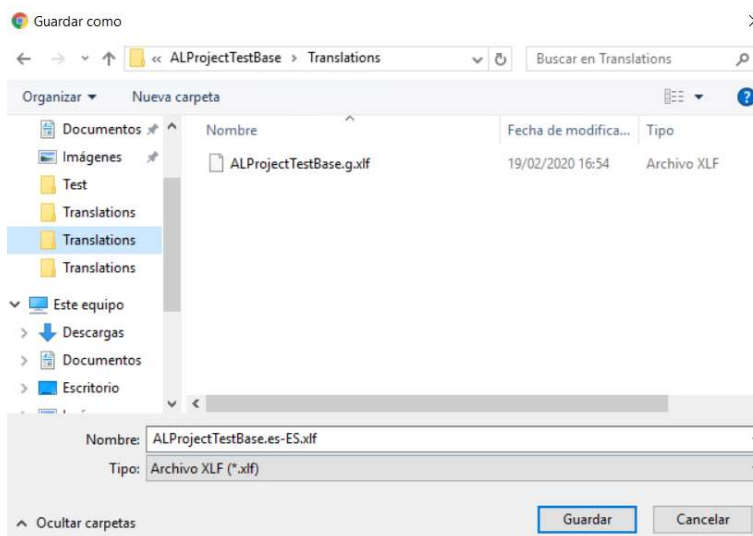 Guardar como
« ALProjectTestBase › Translations
Buscar en Translations
Organizar
Nueva carpeta
Documentos
Imágenes
Test
Translations
Translations
Translations
Este equipo
Descargas
Documentos
Escritorio
Nombre
Fecha de modifica...
Tipo
ALProjectTestBase.g.xlf
19/02/2020 16:54
Archivo XLF
Nombre: ALProjectTestBase.es-ES.xlf
Tipo: Archivo XLF (*.xlf)
Ocultar carpetas
Guardar
Cancelar